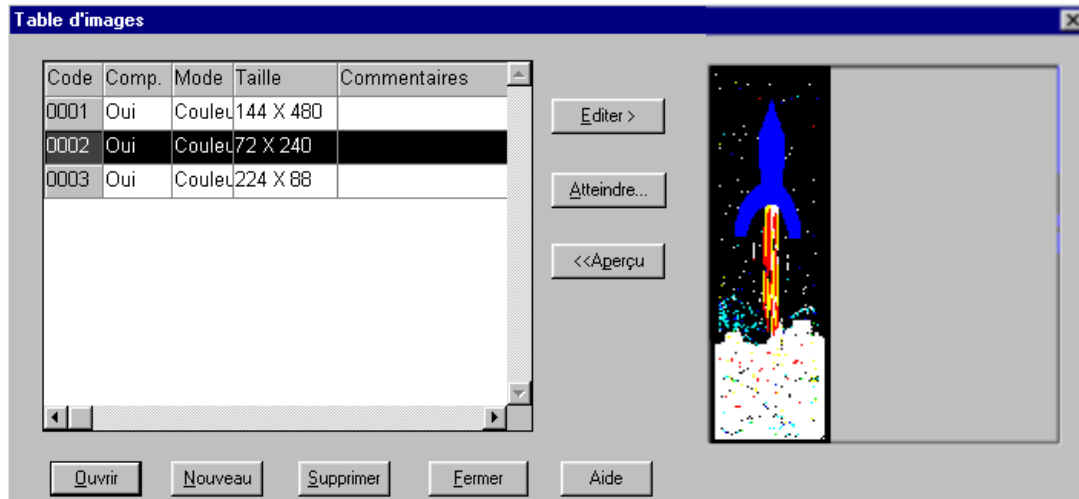 Table d'images
Code Comp. Mode Taille Commentaires
0001 Oui Couleu 144 X 480
0002 Oui Couleu 72 X 240
0003 Oui Couleu 224 X 88
Editer >
Atteindre...
<<Aperçu
Ouvrir Nouveau Supprimer Fermer Aide